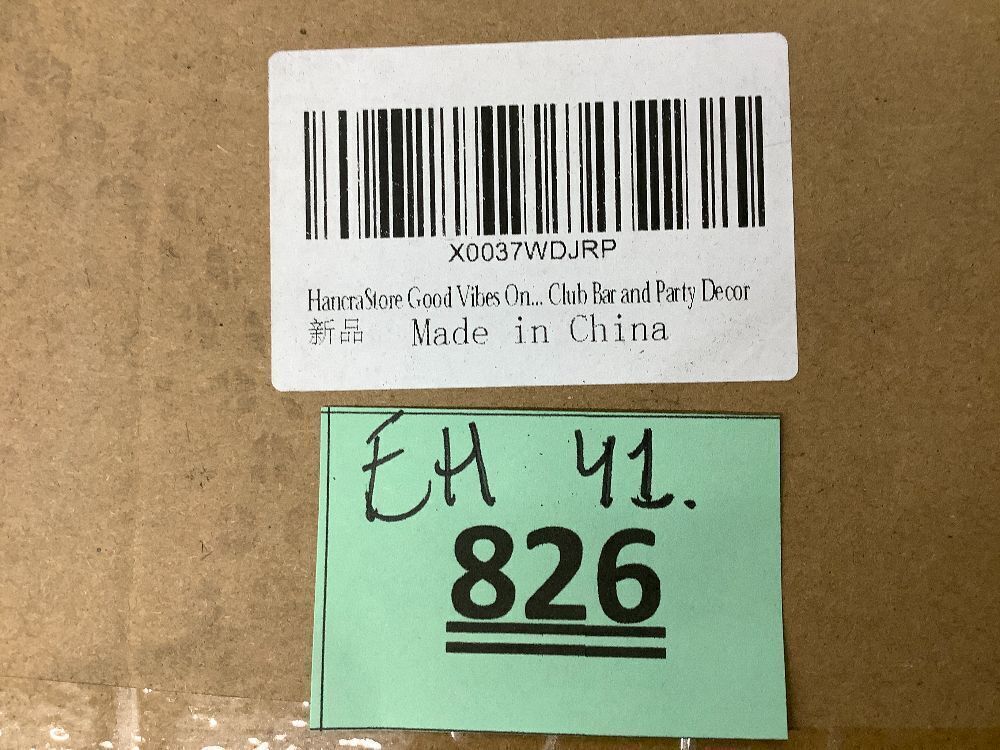 X0037WDJRP
HancraStore Good Vibes On... Club Bar and Party Decor
新品 Made in China
EH 41.
826